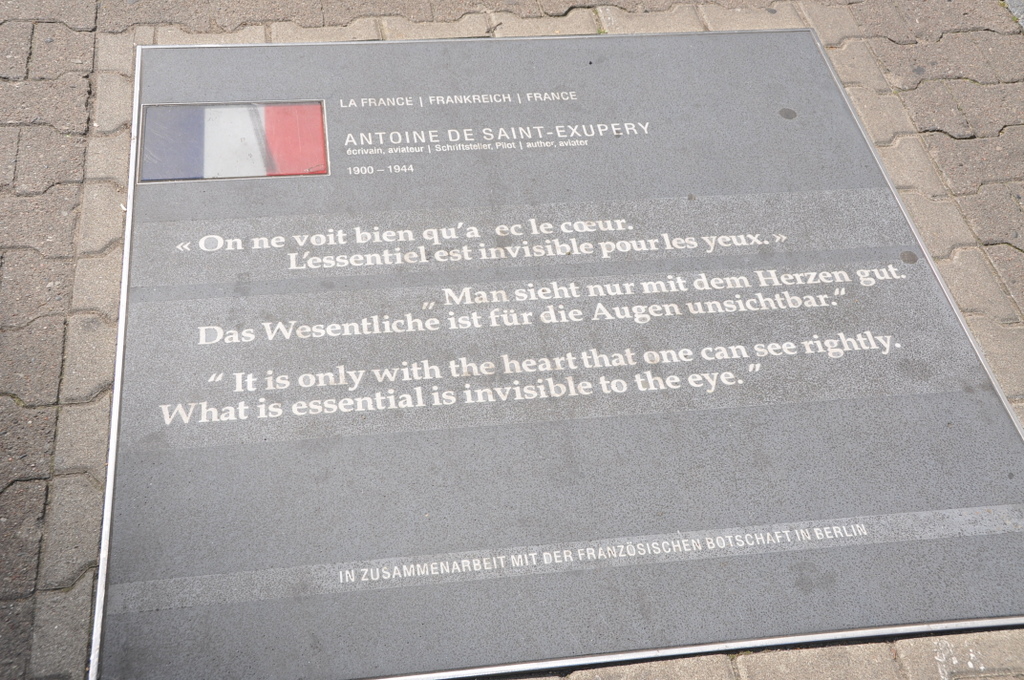 LA FRANCE | FRANKREICH | FRANCE
ANTOINE DE SAINT-EXUPERY
écrivain, aviateur | Schriftsteller, Pilot | author, aviator
1900 – 1944
« On ne voit bien qu'a ec le cœur.
L'essentiel est invisible pour les yeux. »
„ Man sieht nur mit dem Herzen gut.
Das Wesentliche ist für die Augen unsichtbar.“
“ It is only with the heart that one can see rightly.
What is essential is invisible to the eye. ”
IN ZUSAMMENARBEIT MIT DER FRANZÖSISCHEN BOTSCHAFT IN BERLIN